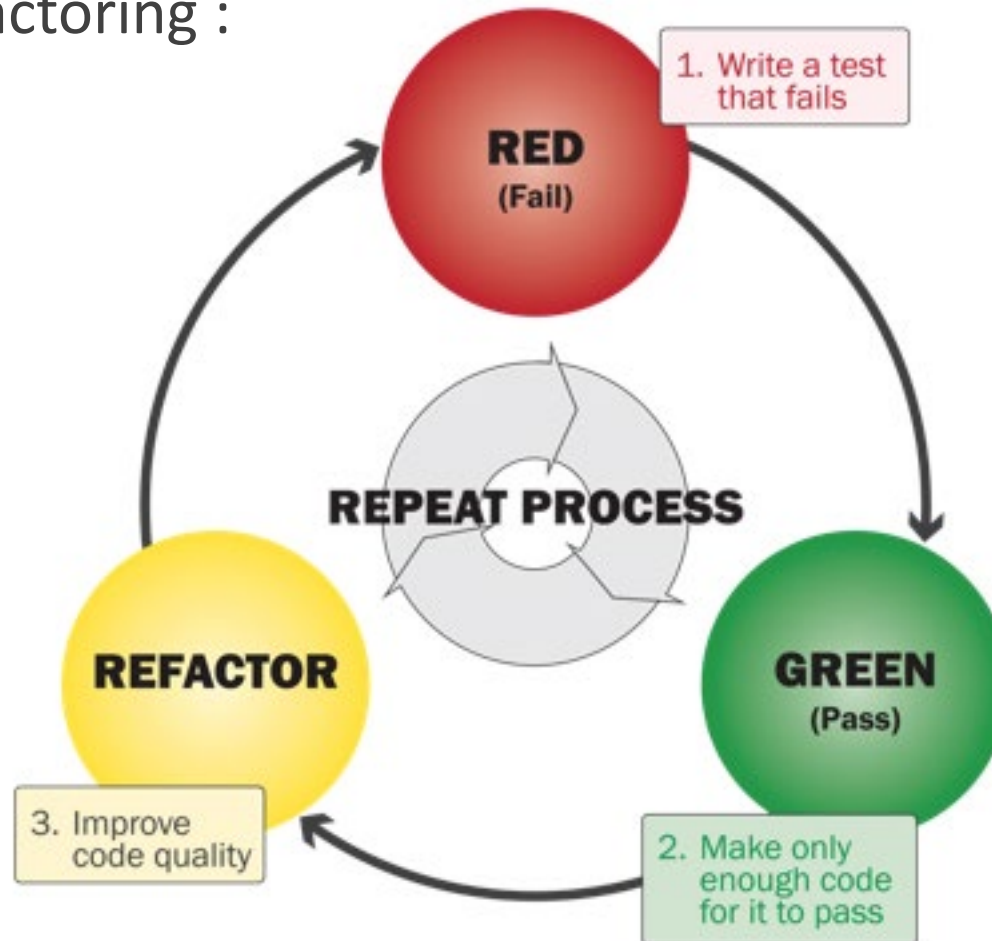 actoring :
RED
(Fail)
1. Write a test
that fails
REPEAT PROCESS
REFACTOR
GREEN
(Pass)
3. Improve
code quality
2. Make only
enough code
for it to pass